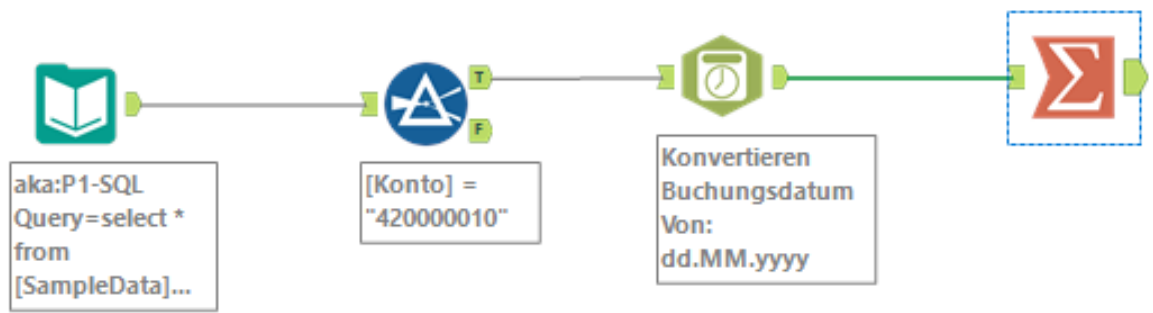 T
F
aka:P1-SQL
Query=select *
from
[SampleData]...
[Konto] =
"420000010"
Konvertieren
Buchungsdatum
Von:
dd.MM.yyyy